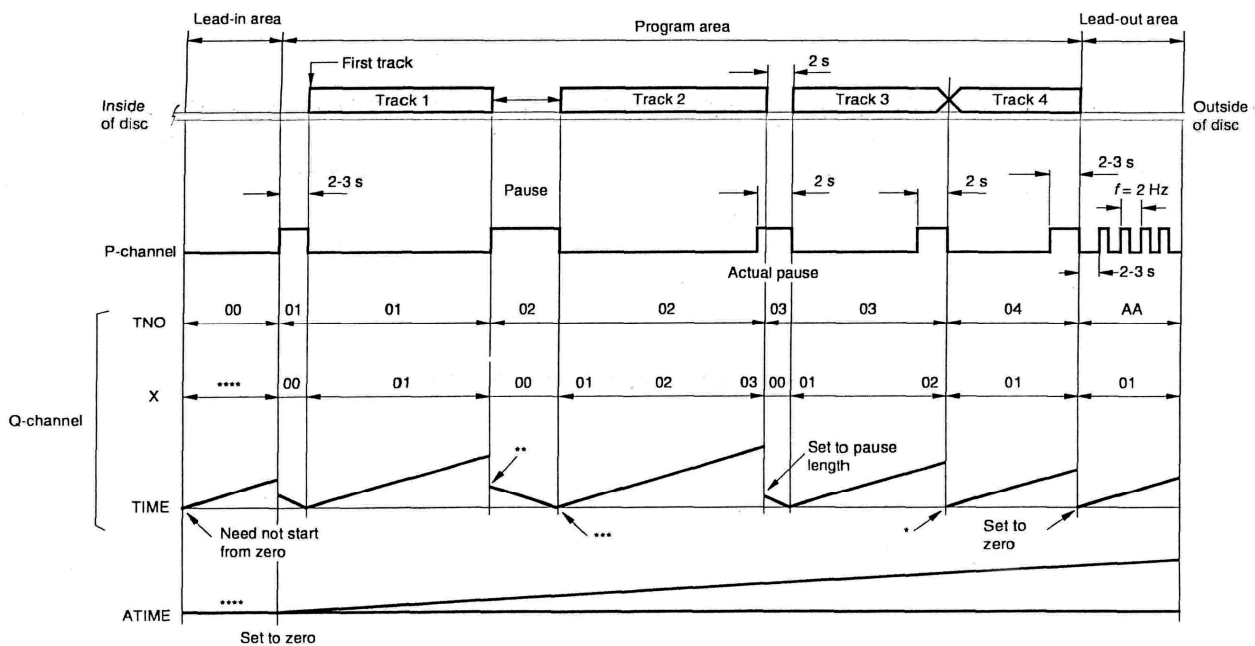 Lead-in area
Program area
Lead-out area
First track
2 s
Inside
of disc
Track 1
Track 2
Track 3
Track 4
Outside
of disc
2-3 s
Pause
2 s
2 s
2-3 s
f = 2 Hz
P-channel
Actual pause
2-3 s
Q-channel
TNO
00 01 01 02 02 03 03 04 AA
X
**** 00 01 00 01 02 03 00 01 02 01 01
**
Set to pause
length
TIME
Need not start
from zero
***
*
Set to
zero
****
ATIME
Set to zero